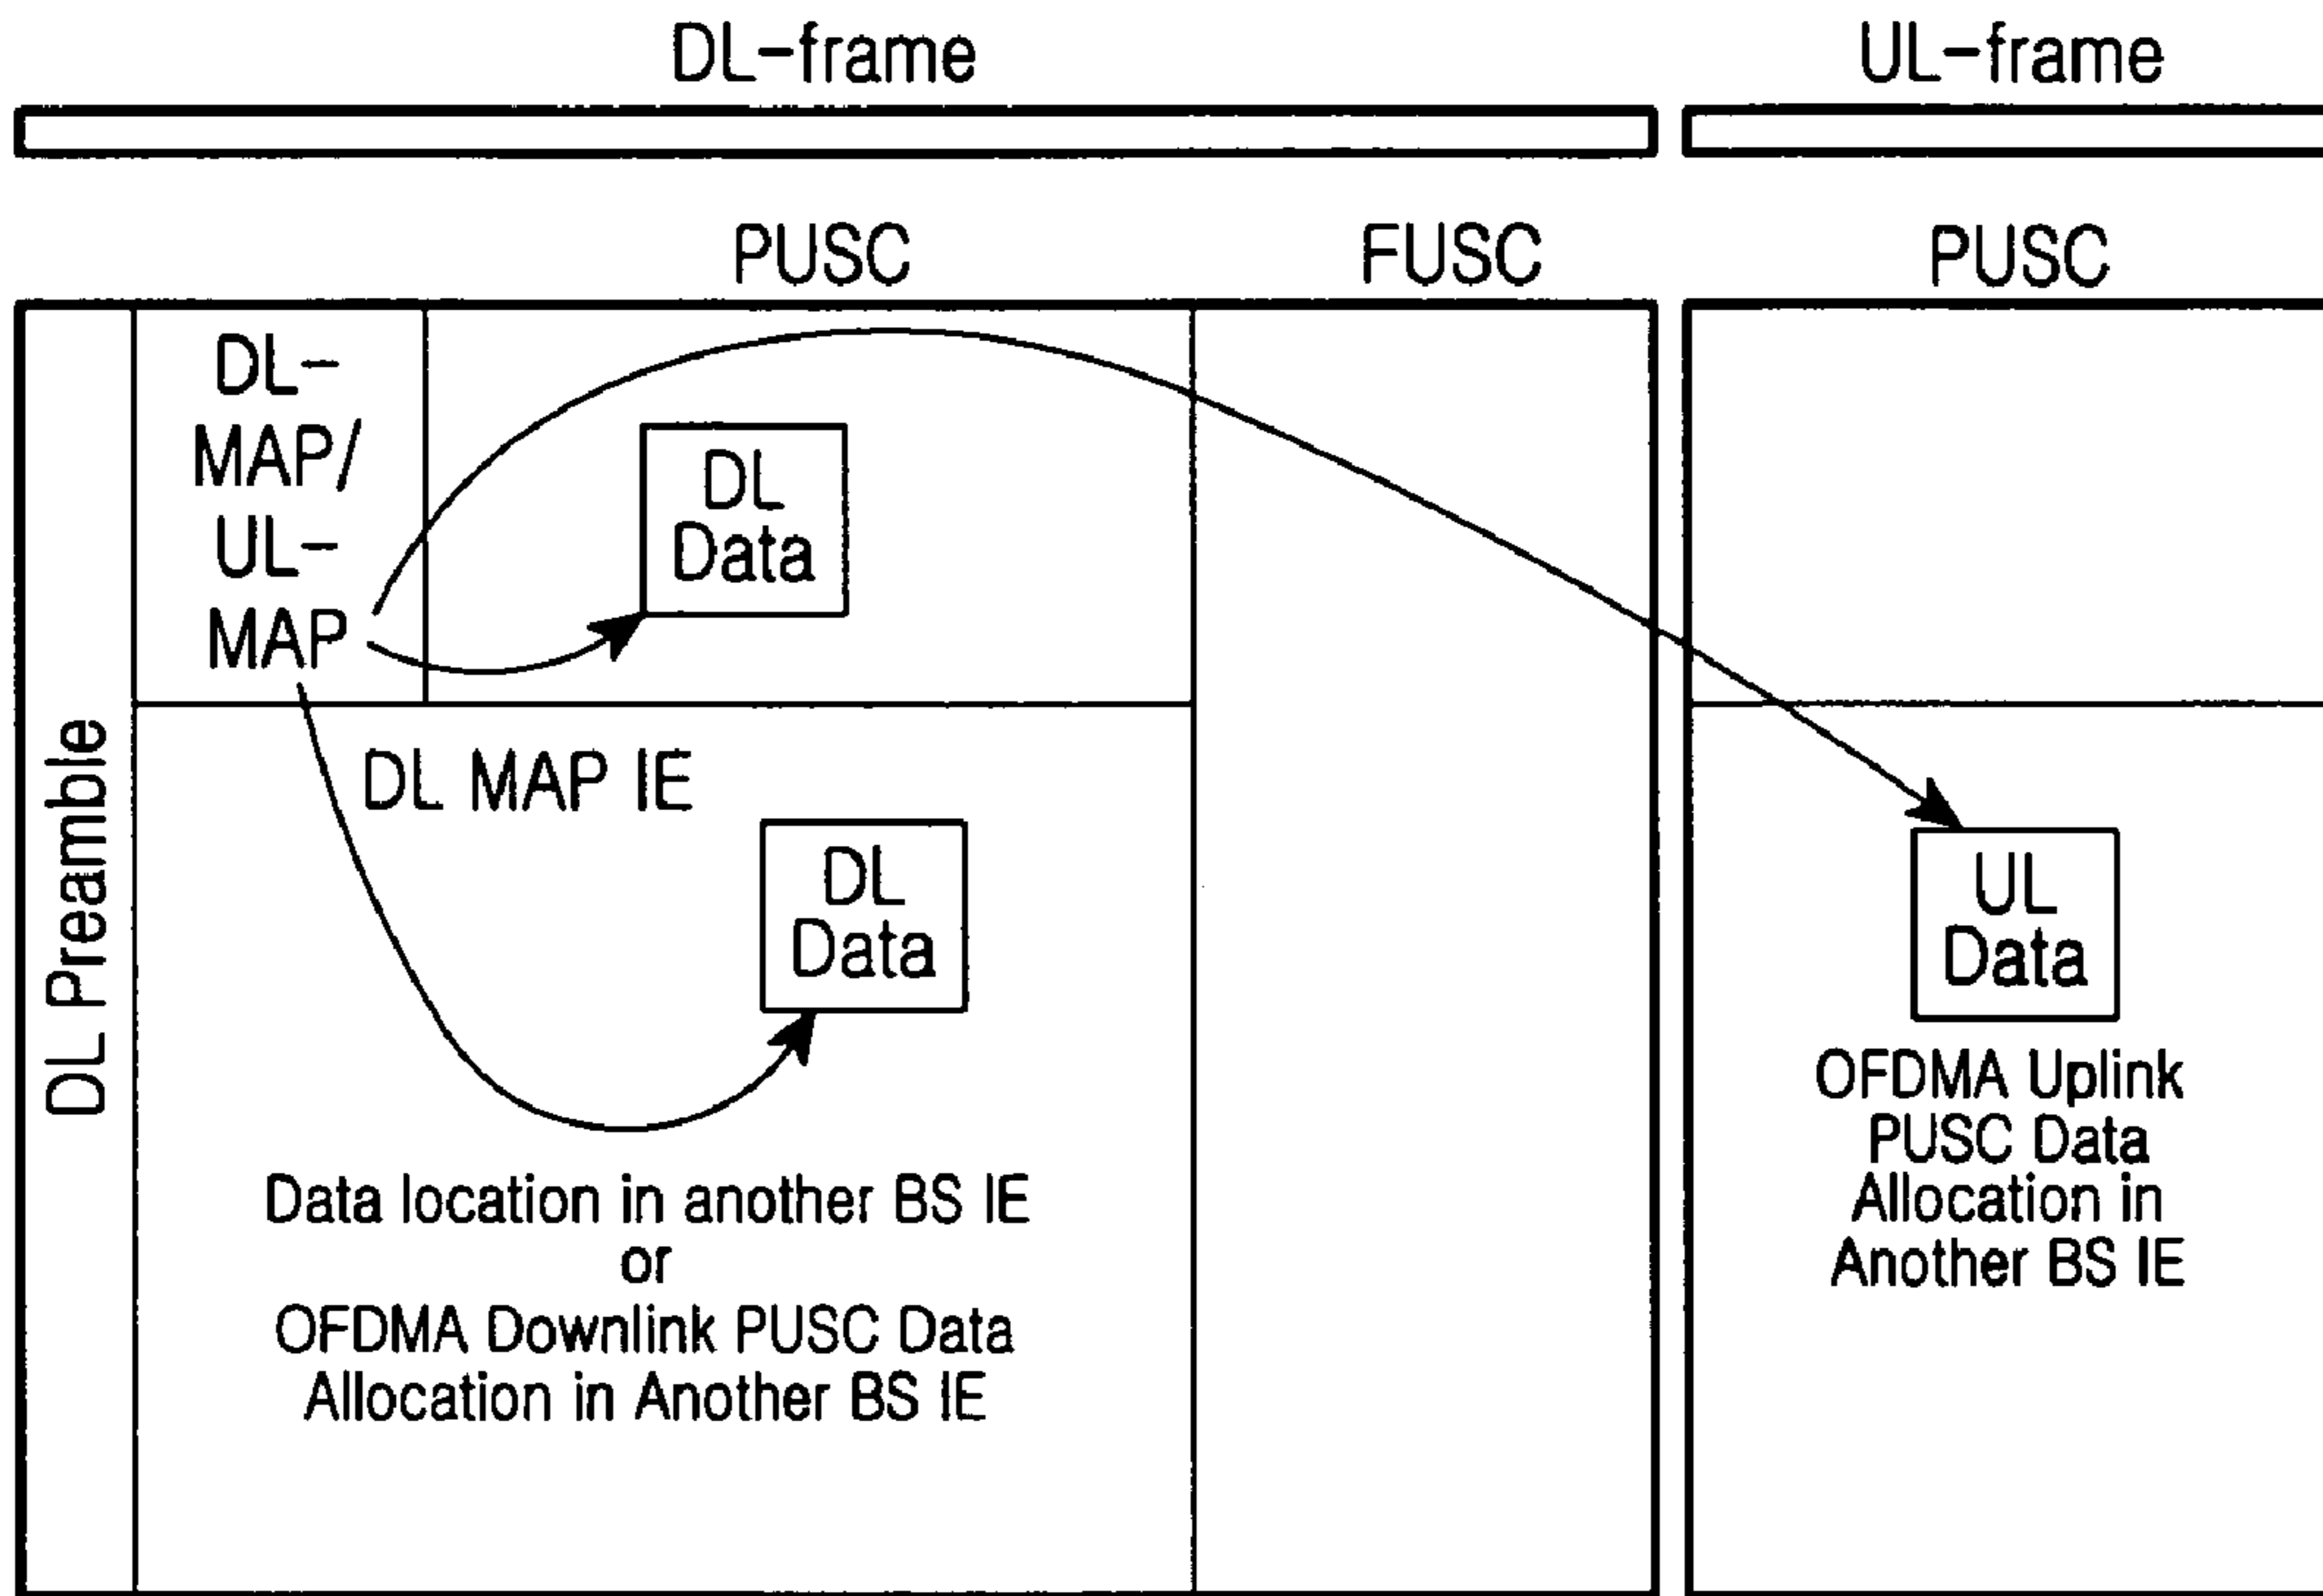 DL-frame
UL-frame
PUSC
FUSC
PUSC
DL Preamble
DL-
MAP/
UL-
MAP
DL
Data
DL MAP IE
DL
Data
Data location in another BS IE
or
OFDMA Downlink PUSC Data
Allocation in Another BS IE
UL
Data
OFDMA Uplink
PUSC Data
Allocation in
Another BS IE